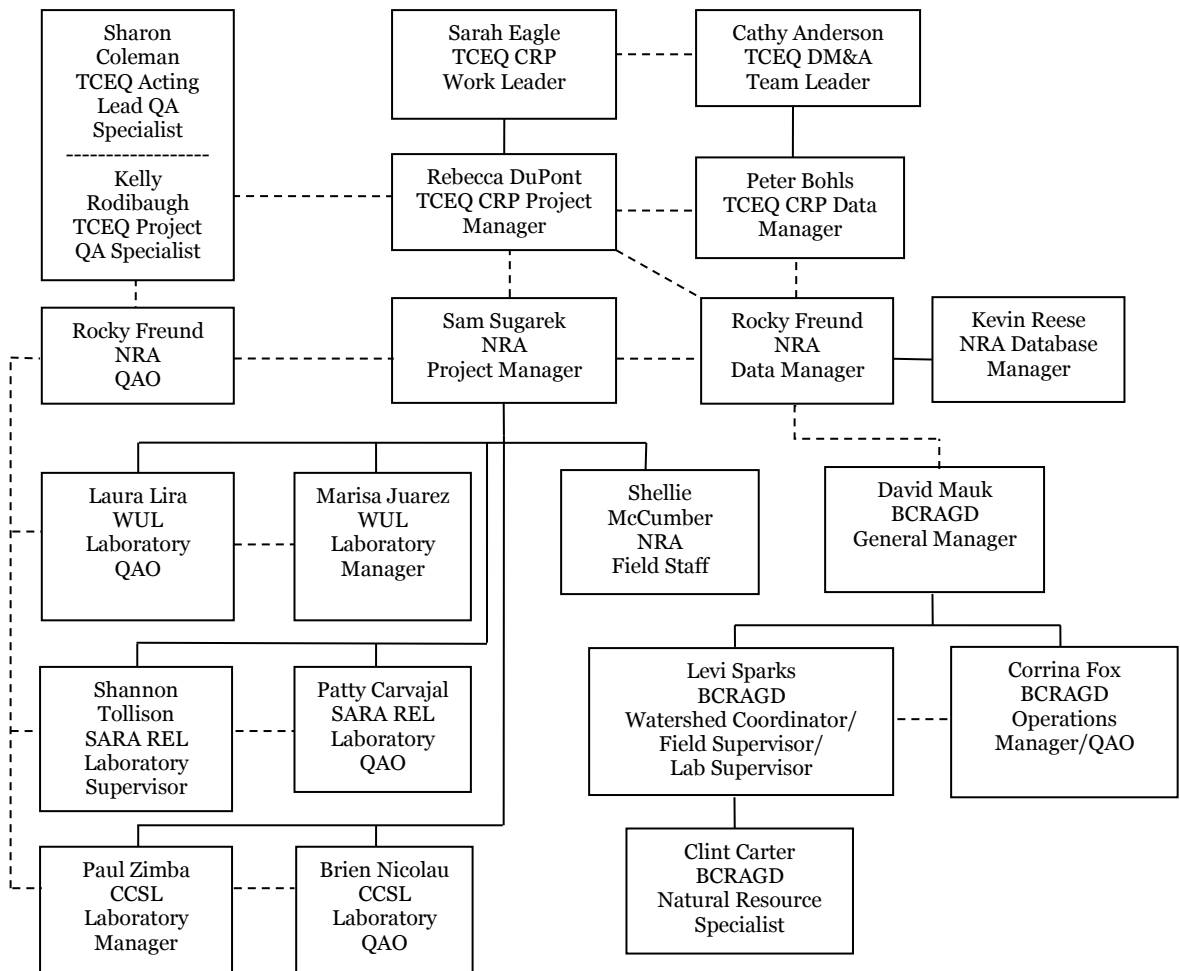 Sharon
Coleman
TCEQ Acting
Lead QA
Specialist
--------------------
Kelly
Rodibaugh
TCEQ Project
QA Specialist
Sarah Eagle
TCEQ CRP
Work Leader
Cathy Anderson
TCEQ DM&A
Team Leader
Rebecca DuPont
TCEQ CRP Project
Manager
Peter Bohls
TCEQ CRP Data
Manager
Rocky Freund
NRA
QAO
Sam Sugarek
NRA
Project Manager
Rocky Freund
NRA
Data Manager
Kevin Reese
NRA Database
Manager
Laura Lira
WUL
Laboratory
QAO
Marisa Juarez
WUL
Laboratory
Manager
Shellie
McCumber
NRA
Field Staff
David Mauk
BCRAGD
General Manager
Shannon
Tollison
SARA REL
Laboratory
Supervisor
Patty Carvajal
SARA REL
Laboratory
QAO
Levi Sparks
BCRAGD
Watershed Coordinator/
Field Supervisor/
Lab Supervisor
Corrina Fox
BCRAGD
Operations
Manager/QAO
Paul Zimba
CCSL
Laboratory
Manager
Brien Nicolau
CCSL
Laboratory
QAO
Clint Carter
BCRAGD
Natural Resource
Specialist